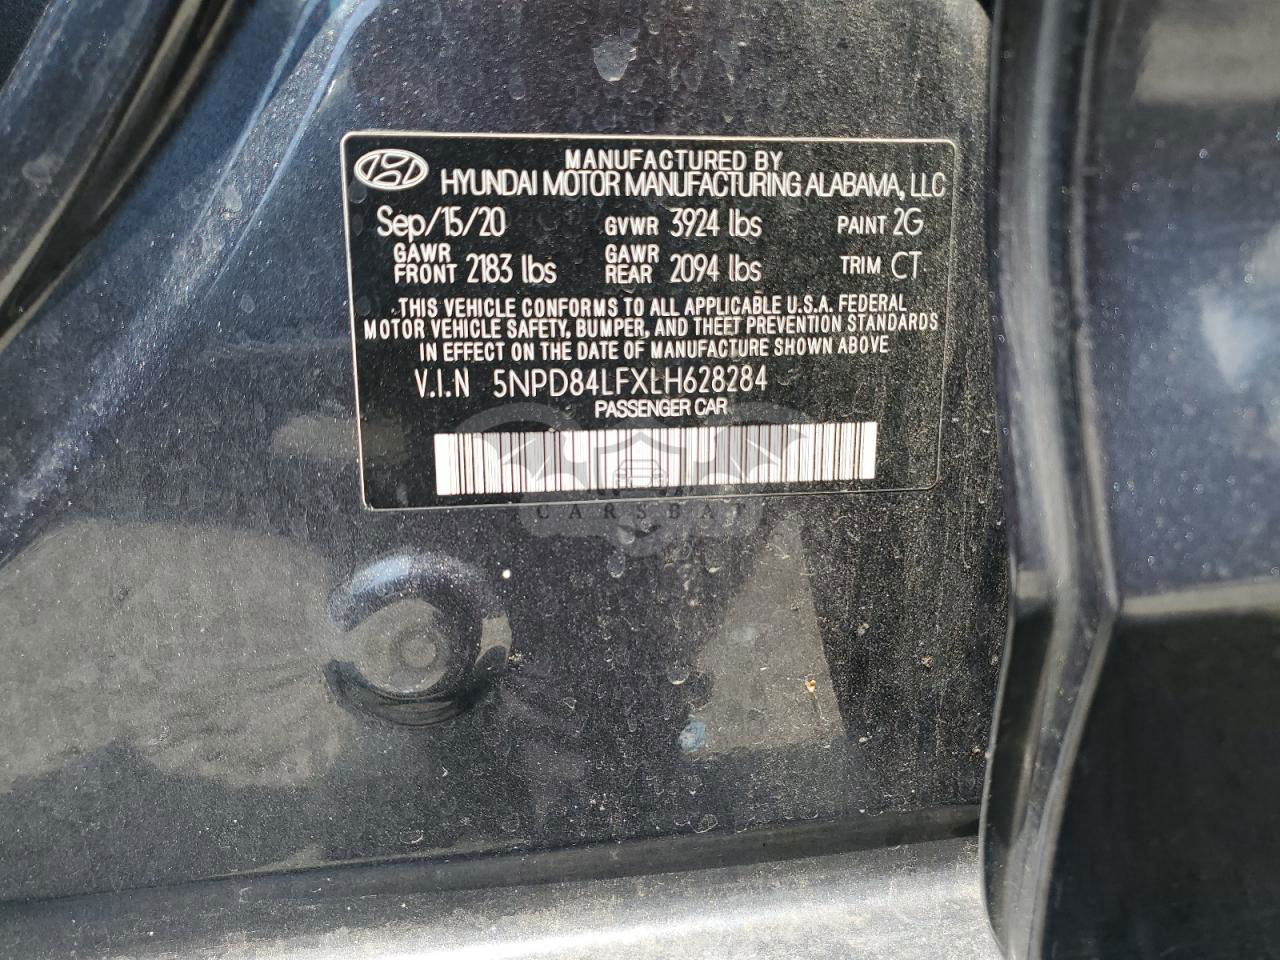 MANUFACTURED BY
HYUNDAI MOTOR MANUFACTURING ALABAMA, LLC
Sep/15/20 GVWR 3924 lbs PAINT 2G
GAWR FRONT 2183 lbs GAWR REAR 2094 lbs TRIM CT
THIS VEHICLE CONFORMS TO ALL APPLICABLE U.S.A. FEDERAL
MOTOR VEHICLE SAFETY, BUMPER, AND THEFT PREVENTION STANDARDS
IN EFFECT ON THE DATE OF MANUFACTURE SHOWN ABOVE
V.I.N 5NPD84LFXLH628284
PASSENGER CAR
CARSBAT